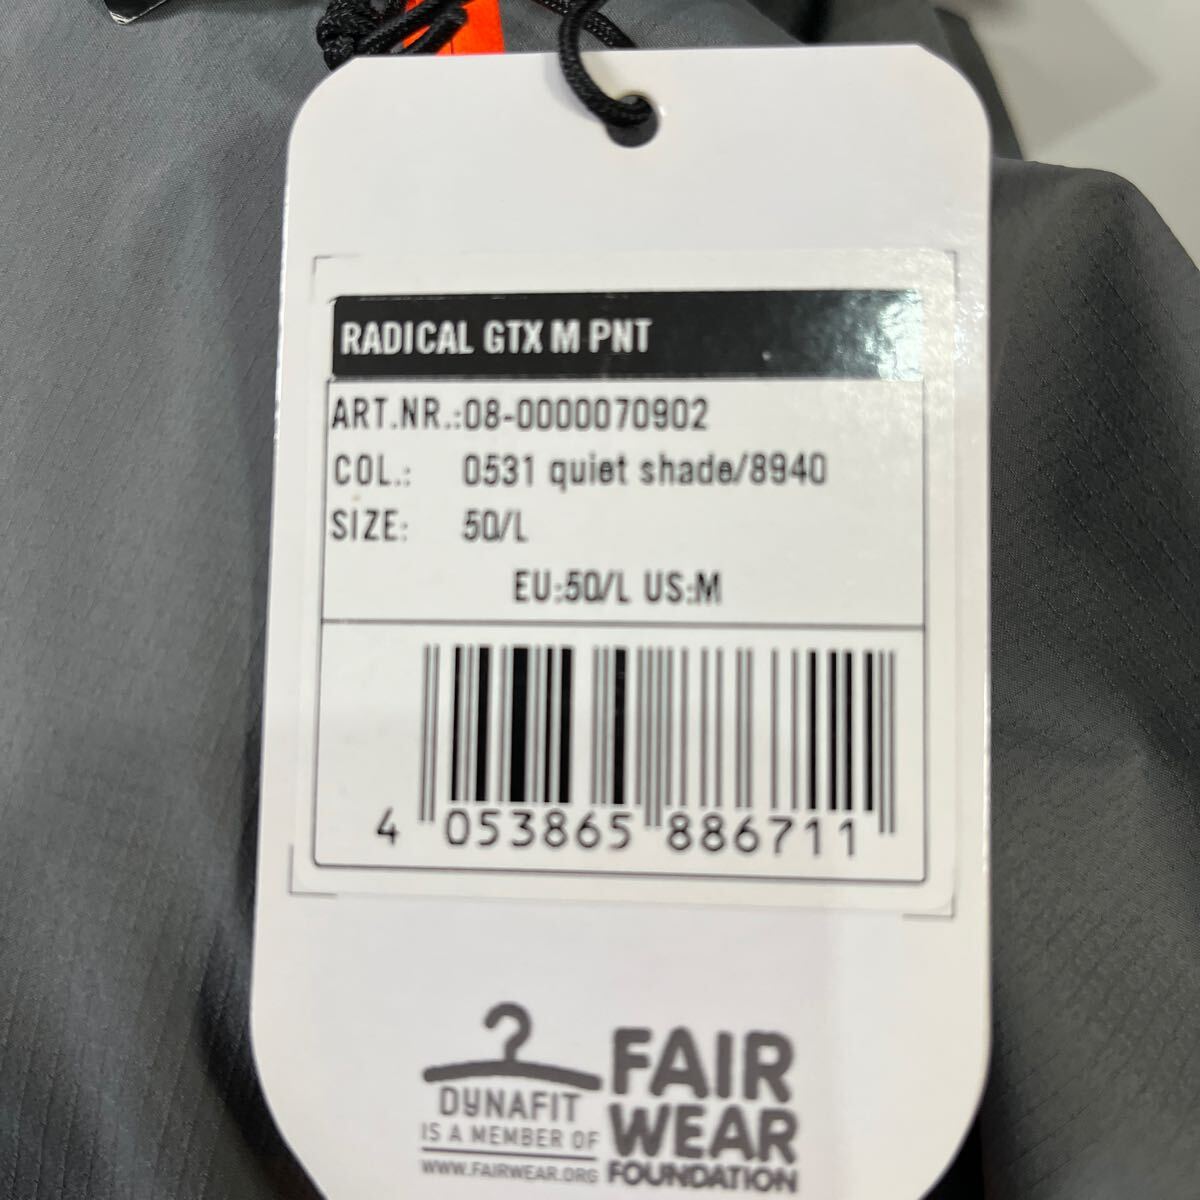 RADICAL GTX M PNT
ART.NR.:08-0000070902
COL.: 0531 quiet shade/8940
SIZE: 50/L
EU:50/L US:M
4 053865 886711
DYNAFIT
IS A MEMBER OF
WWW.FAIRWEAR.ORG
FAIR
WEAR
FOUNDATION